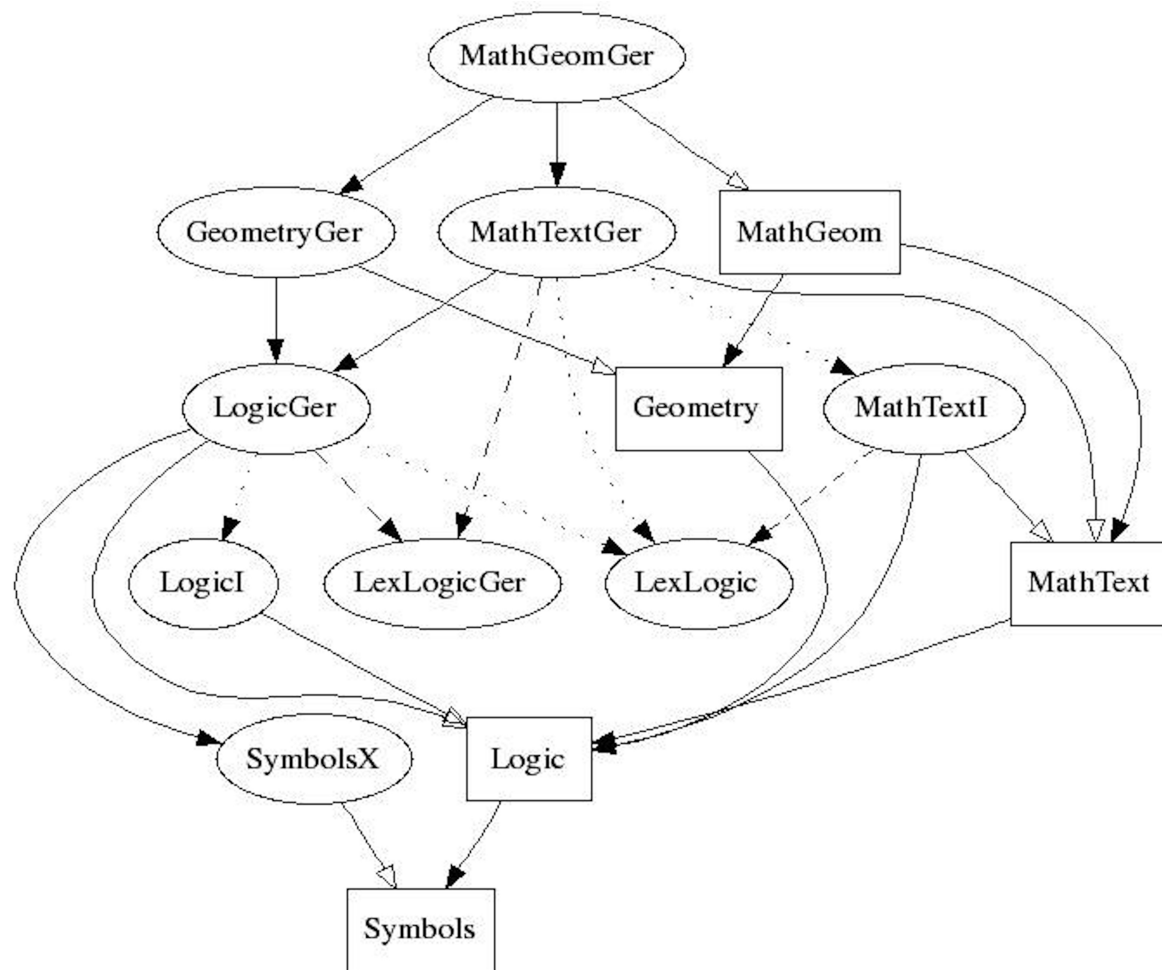 MathGeomGer
GeometryGer
MathTextGer
MathGeom
LogicGer
Geometry
MathTextI
LogicI
LexLogicGer
LexLogic
MathText
SymbolsX
Logic
Symbols